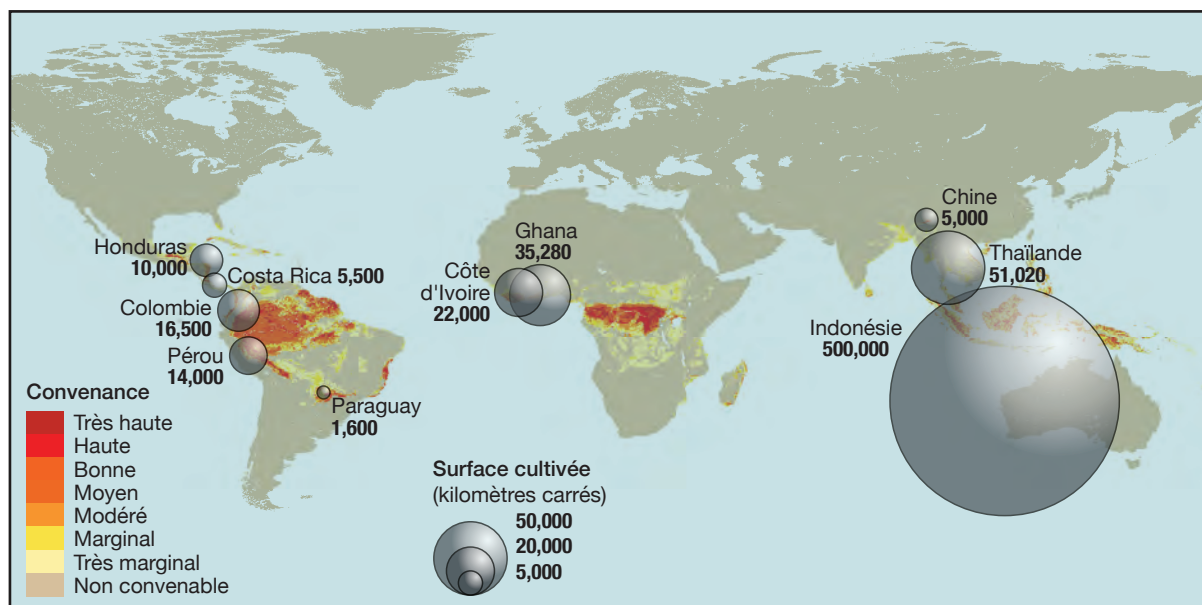 Chine
5,000
Ghana
35,280
Thaïlande
51,020
Honduras
10,000
Costa Rica 5,500
Côte
d'Ivoire
22,000
Colombie
16,500
Indonésie
500,000
Pérou
14,000
Paraguay
1,600
Convenance
Très haute
Haute
Bonne
Moyen
Modéré
Marginal
Très marginal
Non convenable
Surface cultivée
(kilomètres carrés)
50,000
20,000
5,000